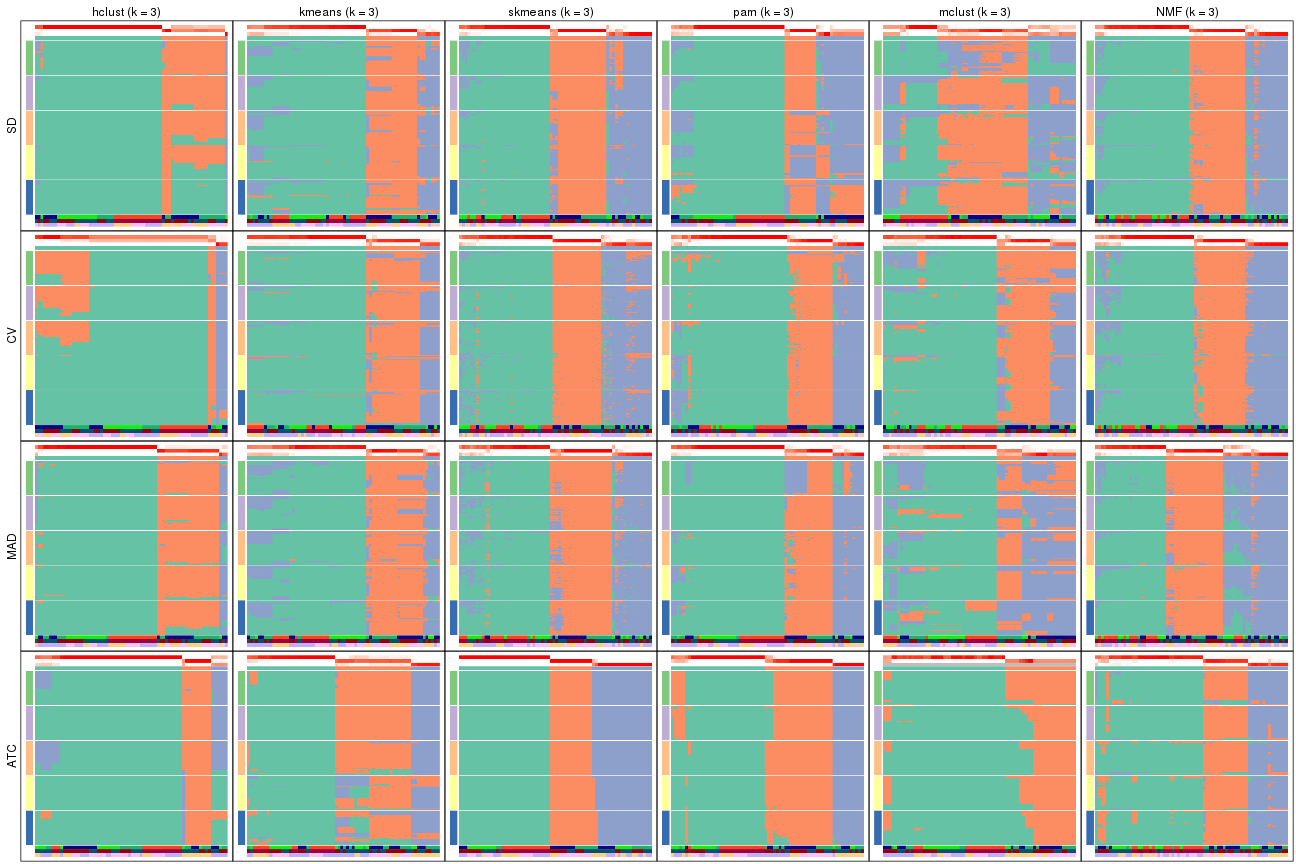 hclust (k = 3)
kmeans (k = 3)
skmeans (k = 3)
pam (k = 3)
mclust (k = 3)
NMF (k = 3)
SD
CV
MAD
ATC